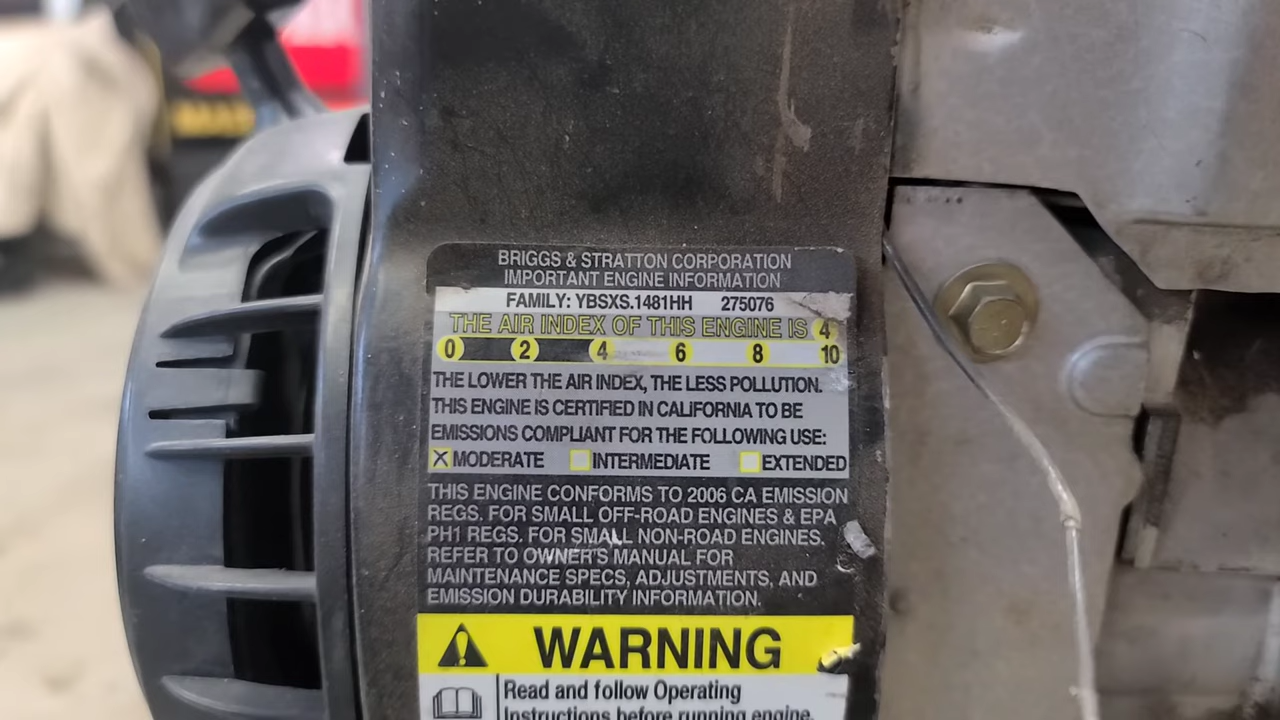 BRIGGS & STRATTON CORPORATION
IMPORTANT ENGINE INFORMATION
FAMILY: YBSXS.1481HH 275076
THE AIR INDEX OF THIS ENGINE IS 4
0 2 4 6 8 10
THE LOWER THE AIR INDEX, THE LESS POLLUTION.
THIS ENGINE IS CERTIFIED IN CALIFORNIA TO BE
EMISSIONS COMPLIANT FOR THE FOLLOWING USE:
MODERATE INTERMEDIATE EXTENDED
THIS ENGINE CONFORMS TO 2006 CA EMISSION
REGS. FOR SMALL OFF-ROAD ENGINES & EPA
PH1 REGS. FOR SMALL NON-ROAD ENGINES.
REFER TO OWNER'S MANUAL FOR
MAINTENANCE SPECS, ADJUSTMENTS, AND
EMISSION DURABILITY INFORMATION.
WARNING
Read and follow Operating
Instructions before running engine.